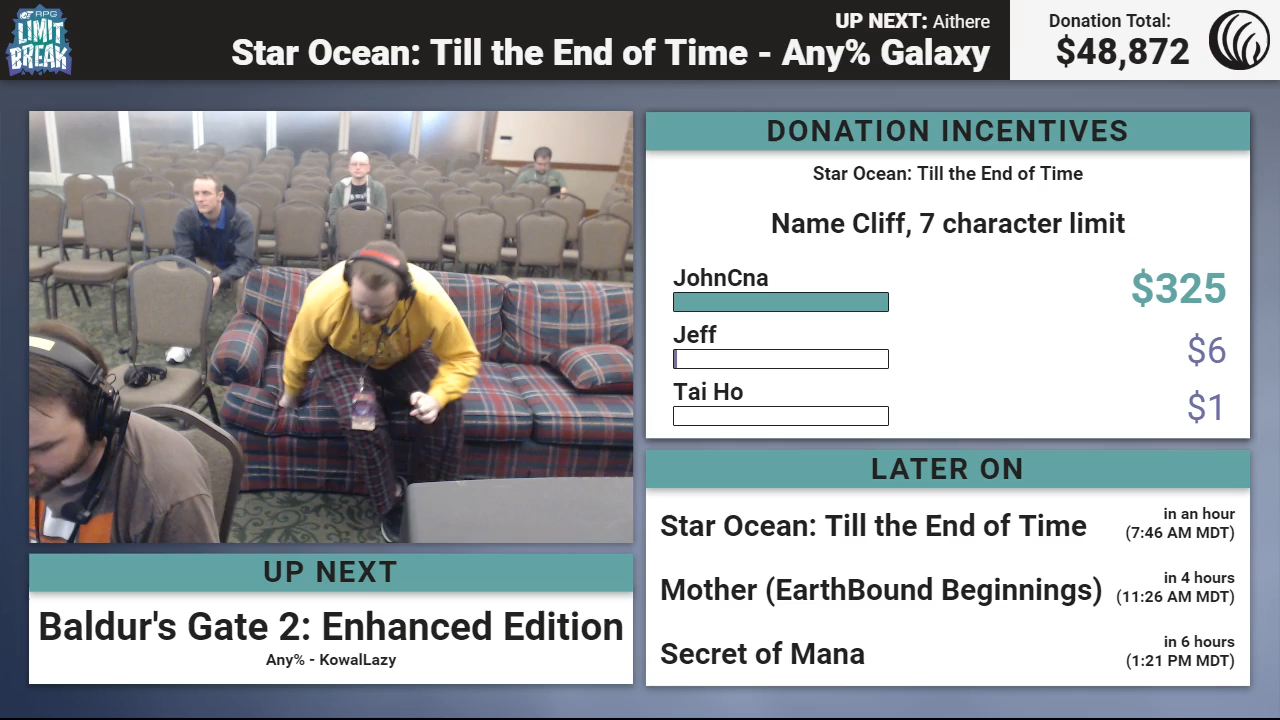 RPG
LIMIT
BREAK
UP NEXT: Aithere
Star Ocean: Till the End of Time - Any% Galaxy
Donation Total:
$48,872
DONATION INCENTIVES
Star Ocean: Till the End of Time
Name Cliff, 7 character limit
JohnCna
$325
Jeff
$6
Tai Ho
$1
UP NEXT
Baldur's Gate 2: Enhanced Edition
Any% - KowalLazy
LATER ON
Star Ocean: Till the End of Time
in an hour
(7:46 AM MDT)
Mother (EarthBound Beginnings)
in 4 hours
(11:26 AM MDT)
Secret of Mana
in 6 hours
(1:21 PM MDT)